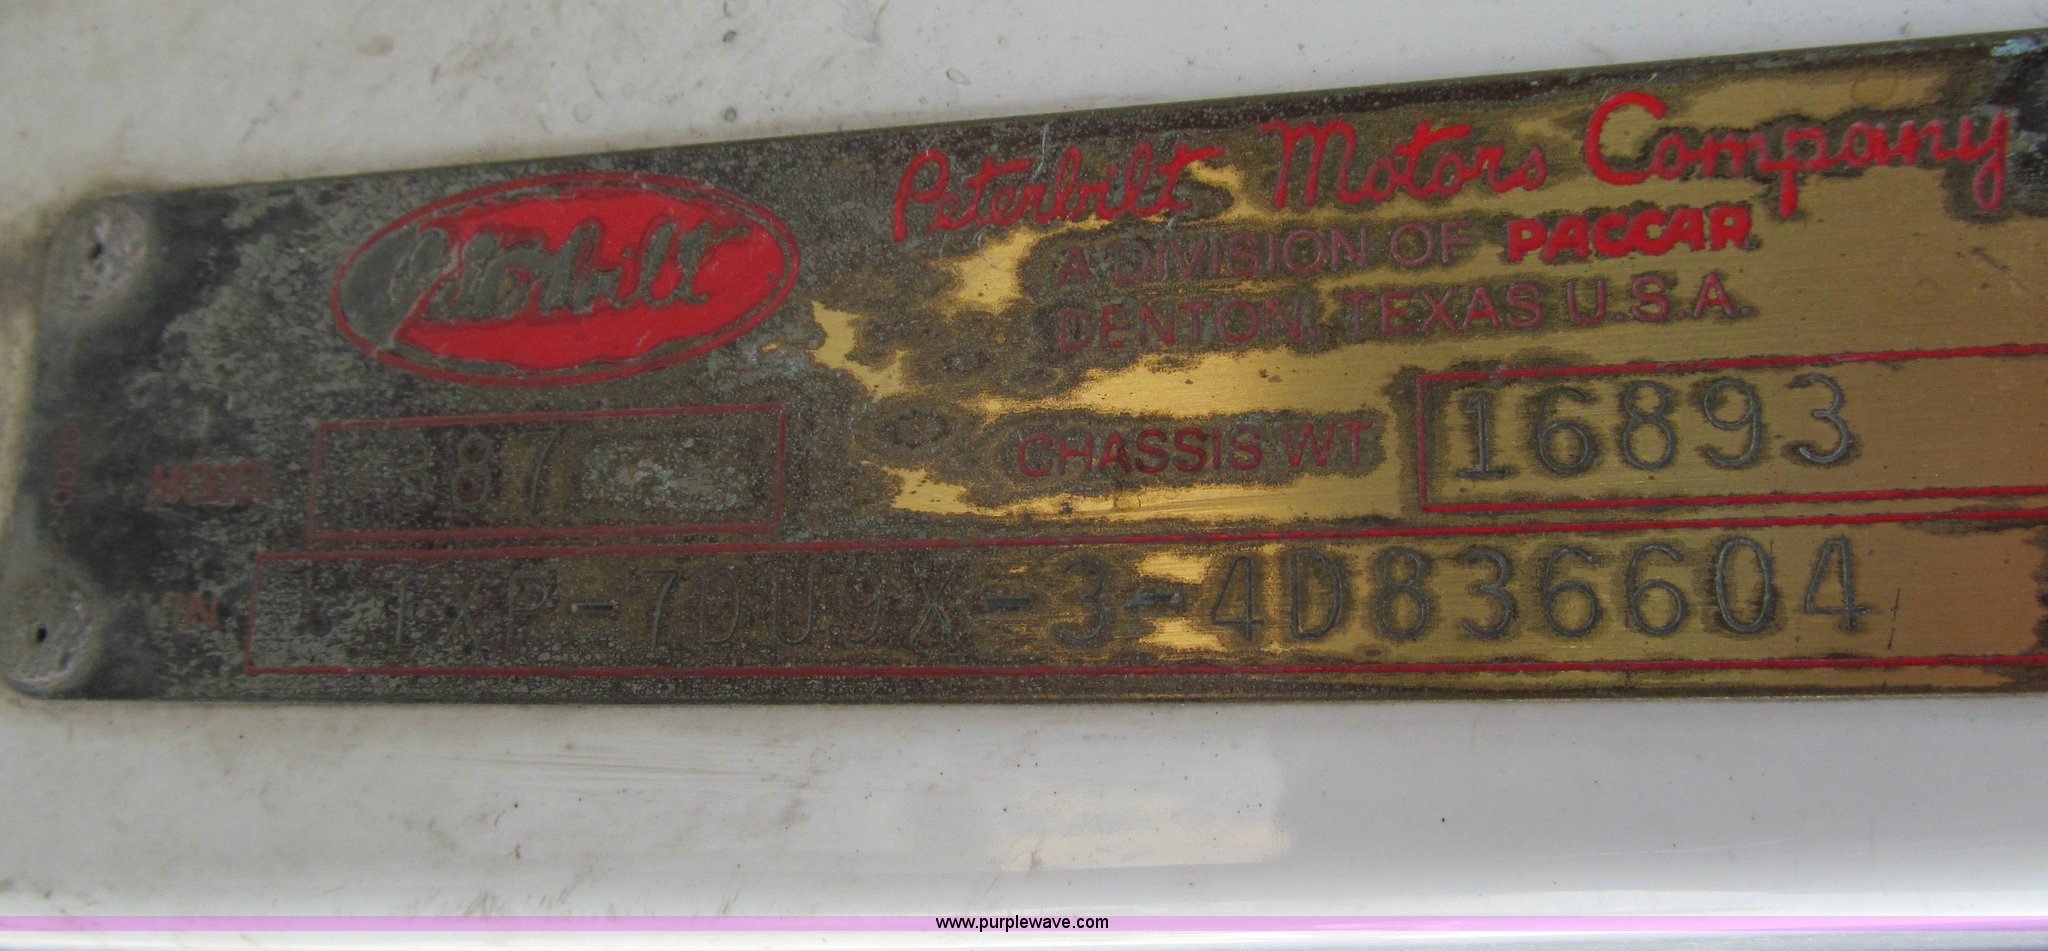 Peterbilt
Peterbilt Motors Company
A DIVISION OF PACCAR
DENTON, TEXAS U.S.A.
MODEL 387
CHASSIS WT 16893
1XP-7DU9X-3-4D836604
www.purplewave.com